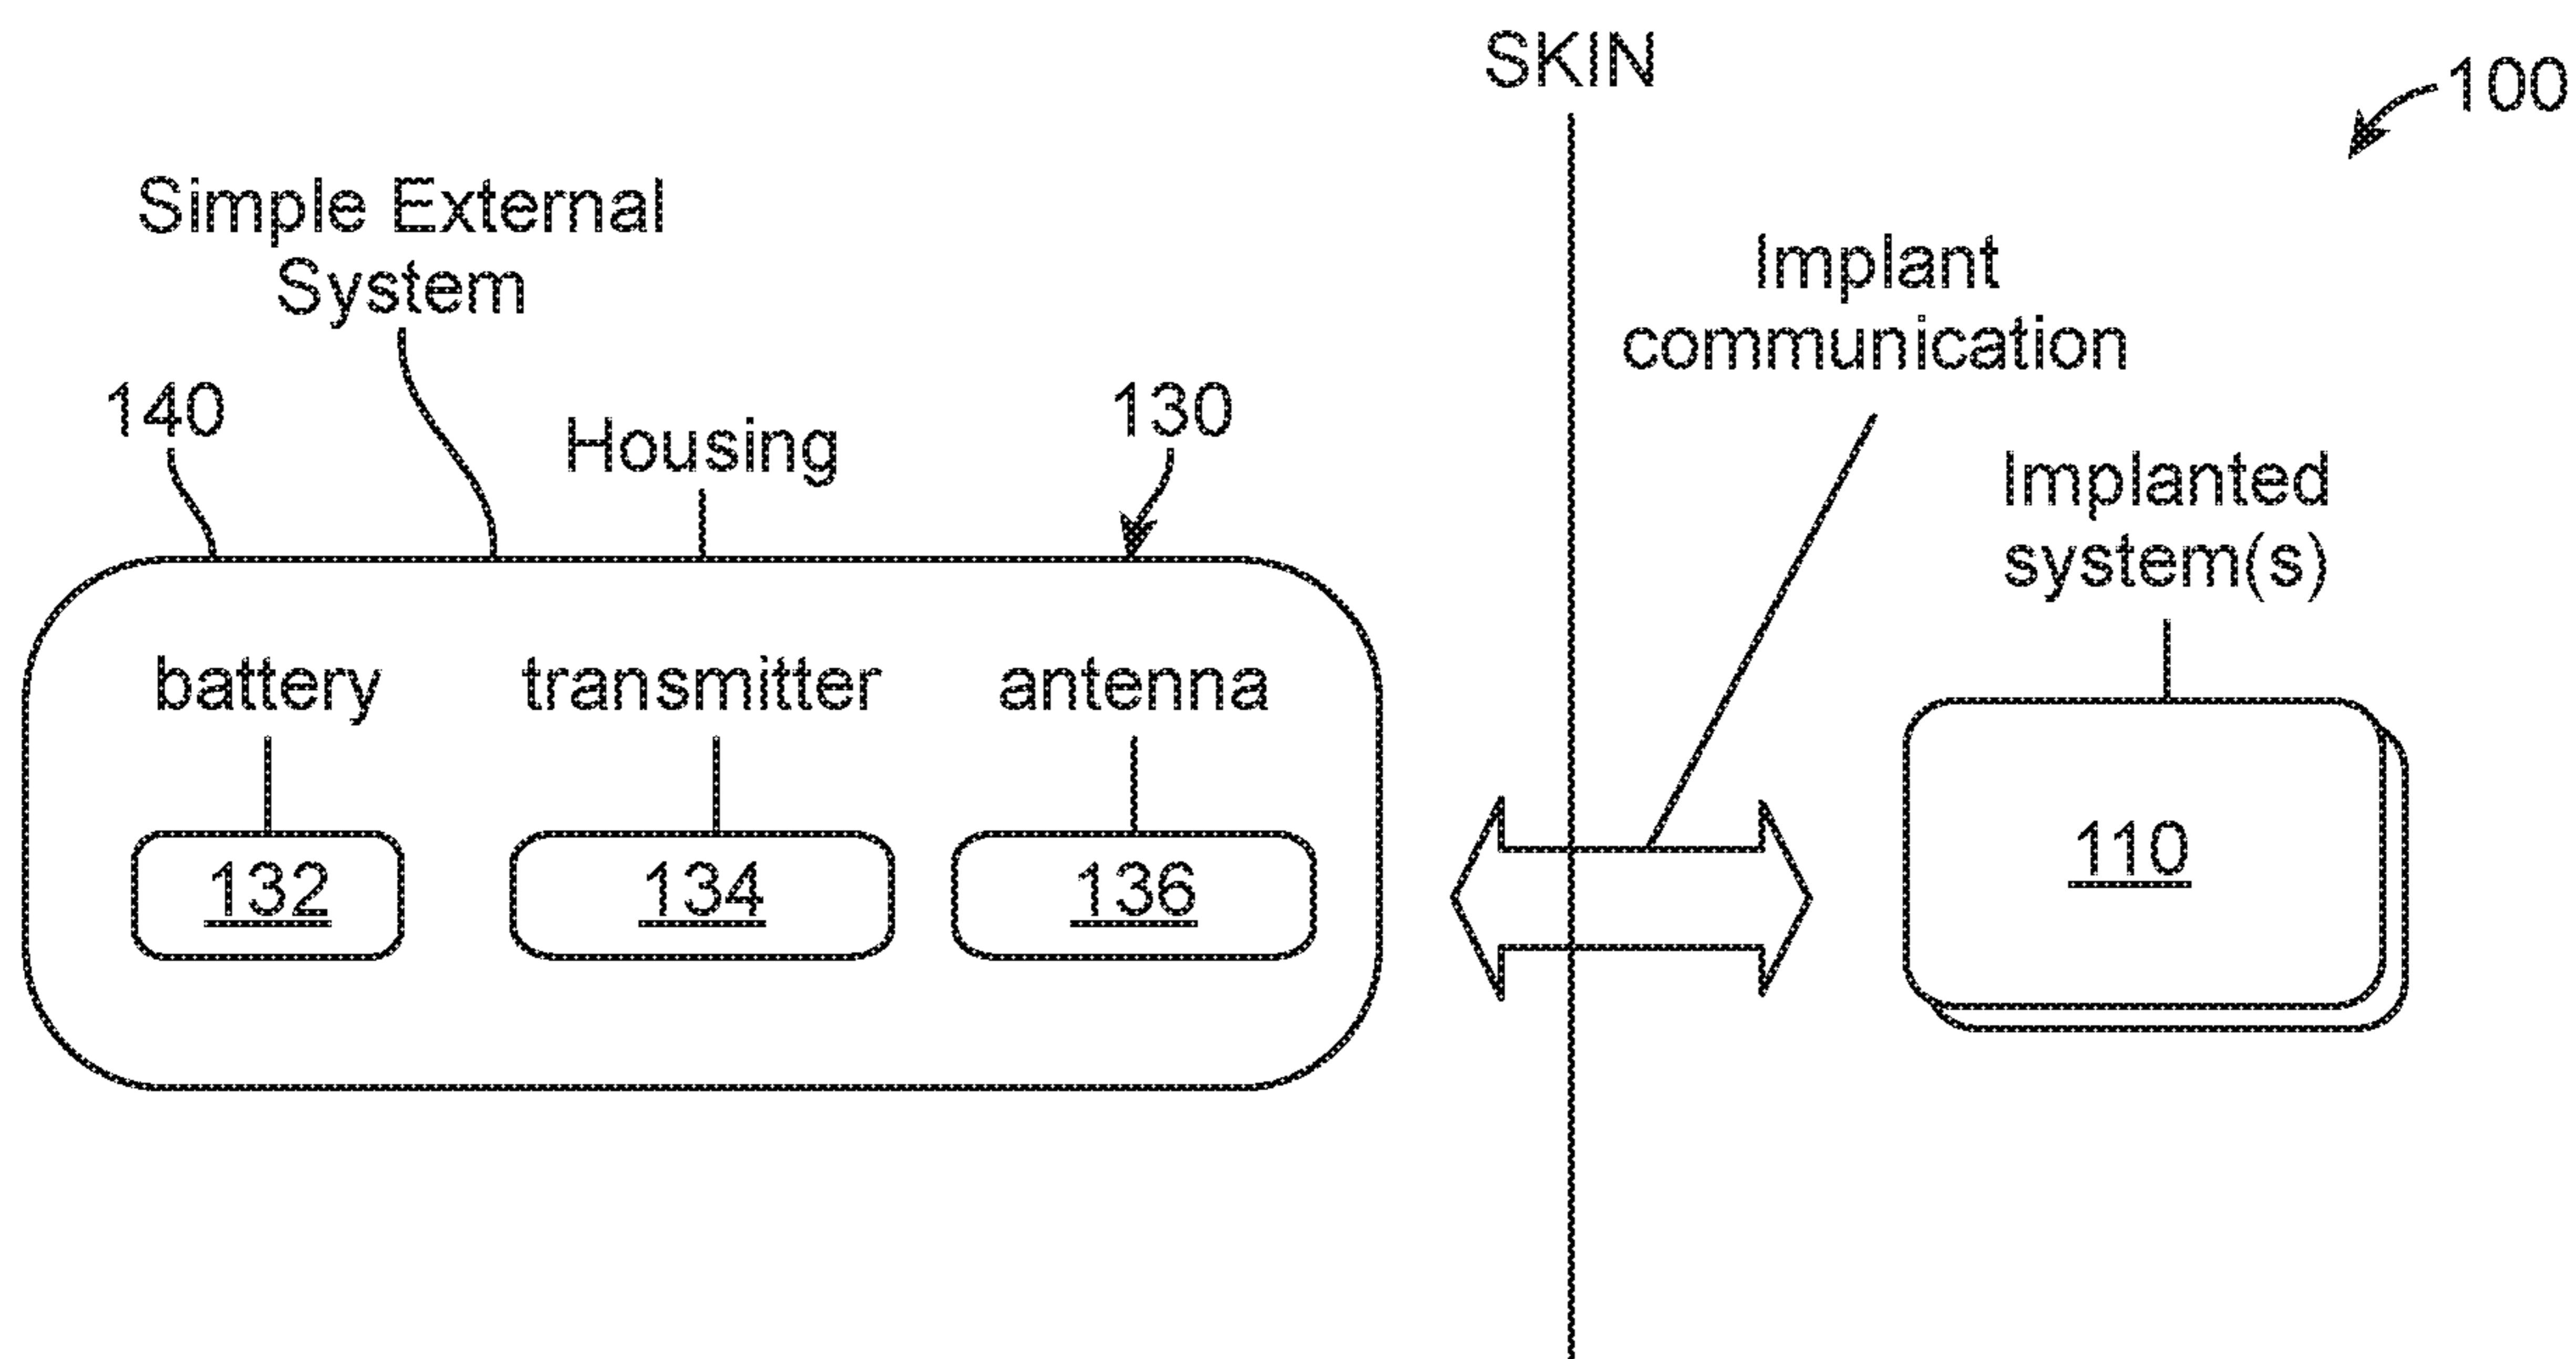 SKIN
100
Simple External
System
Implant
communication
140
Housing
130
Implanted
system(s)
battery
transmitter
antenna
132
134
136
110